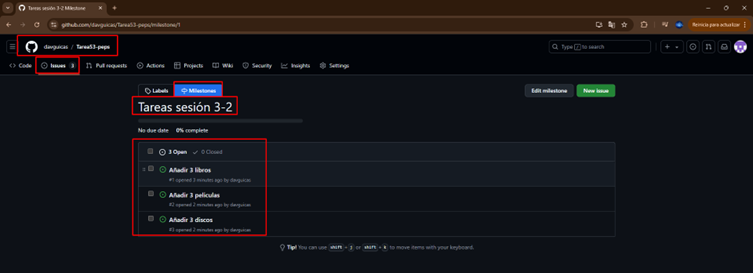 Tareas sesión 3-2 Milestone
github.com/davguicas/Tarea53-peps/milestone/1
Reinicia para actualizar
davguicas / Tarea53-peps
Type / to search
Code Issues 3 Pull requests Actions Projects Wiki Security Insights Settings
Labels Milestones
Edit milestone New issue
Tareas sesión 3-2
No due date 0% complete
3 Open 0 Closed
Añadir 3 libros
#1 opened 3 minutes ago by davguicas
Añadir 3 películas
#2 opened 2 minutes ago by davguicas
Añadir 3 discos
#3 opened 2 minutes ago by davguicas
Tip! You can use shift + j or shift + k to move items with your keyboard.